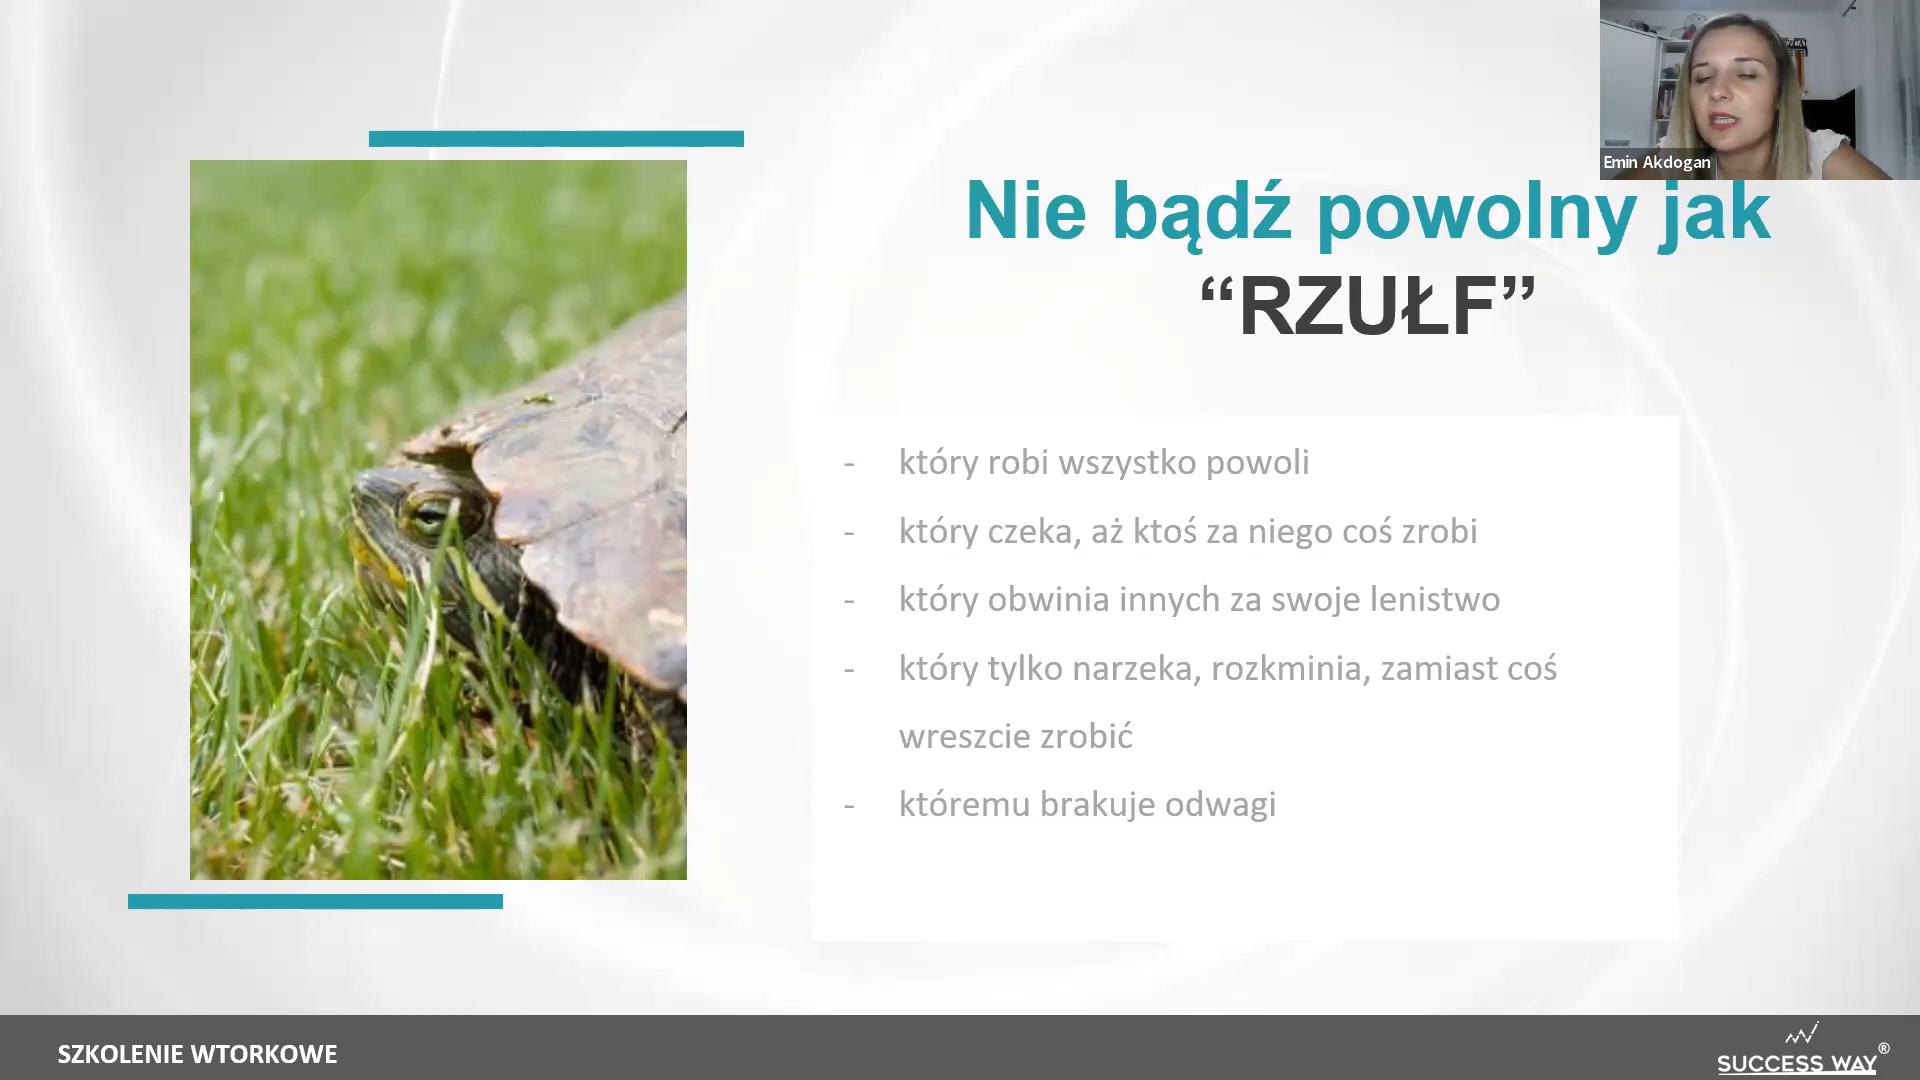 Emin Akdogan
Nie bądź powolny jak
“RZUŁF”
- który robi wszystko powoli
- który czeka, aż ktoś za niego coś zrobi
- który obwinia innych za swoje lenistwo
- który tylko narzeka, rozkminia, zamiast coś
wreszcie zrobić
- któremu brakuje odwagi
SZKOLENIE WTORKOWE
SUCCESS WAY®